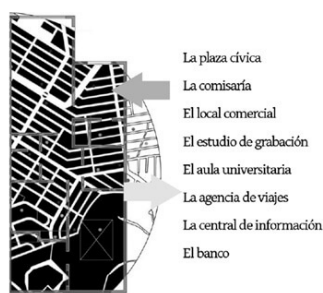 La plaza cívica
La comisaría
El local comercial
El estudio de grabación
El aula universitaria
La agencia de viajes
La central de información
El banco